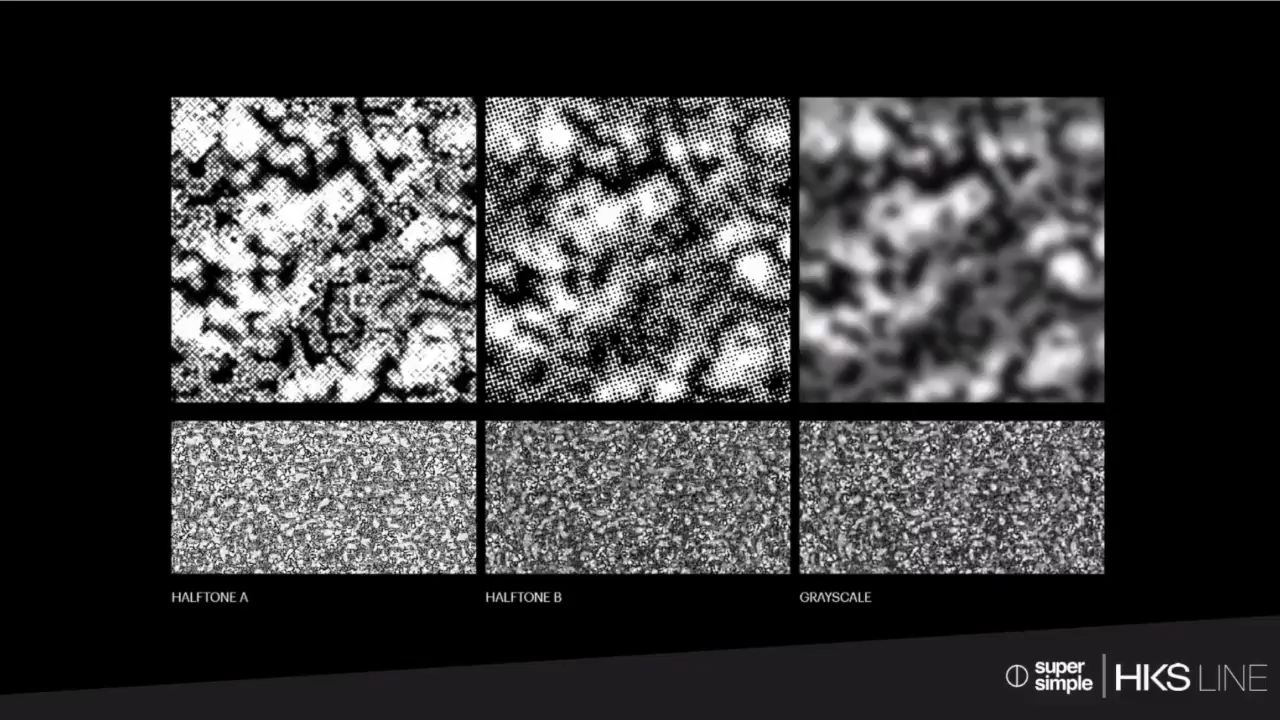 HALFTONE A
HALFTONE B
GRAYSCALE
super
simple
HKS LINE